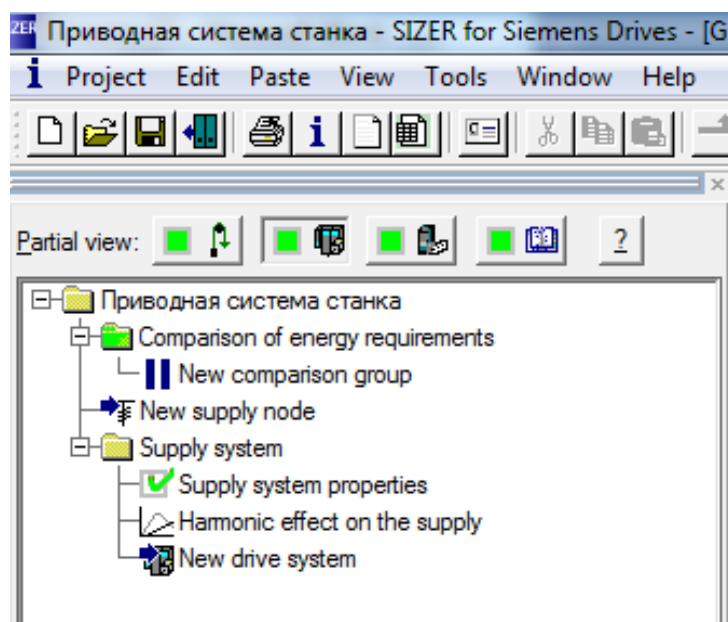 ZER Приводная система станка - SIZER for Siemens Drives - [G
i Project Edit Paste View Tools Window Help
i
Partial view: ?
Приводная система станка
Comparison of energy requirements
New comparison group
New supply node
Supply system
Supply system properties
Harmonic effect on the supply
New drive system